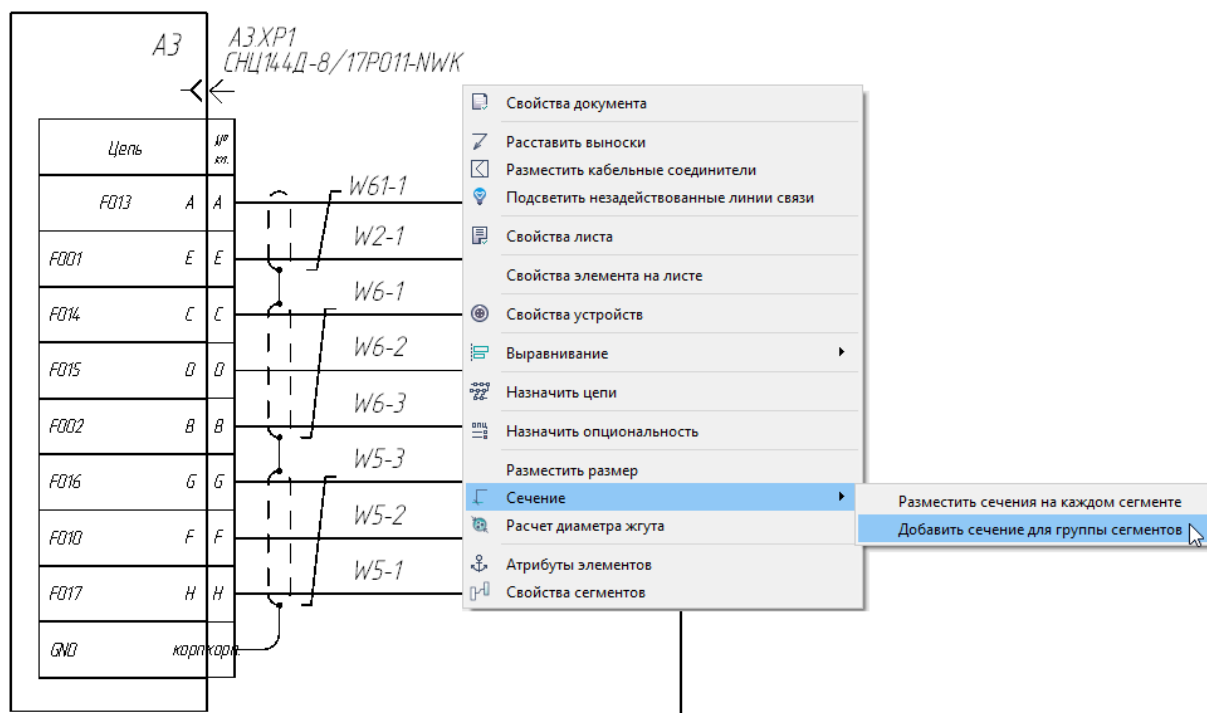 А3
А3.XP1
СНЦ144Д-8/17Р011-NWK
Цепь
№ кл.
F013 A A
F001 E E
F014 C C
F015 D D
F002 B B
F016 G G
F010 F F
F017 H H
GND корп корп.
W61-1
W2-1
W6-1
W6-2
W6-3
W5-3
W5-2
W5-1
Свойства документа
Расставить выноски
Разместить кабельные соединители
Подсветить незадействованные линии связи
Свойства листа
Свойства элемента на листе
Свойства устройств
Выравнивание
Назначить цепи
опц
Назначить опциональность
Разместить размер
Сечение
Расчет диаметра жгута
Атрибуты элементов
Свойства сегментов
Разместить сечения на каждом сегменте
Добавить сечение для группы сегментов